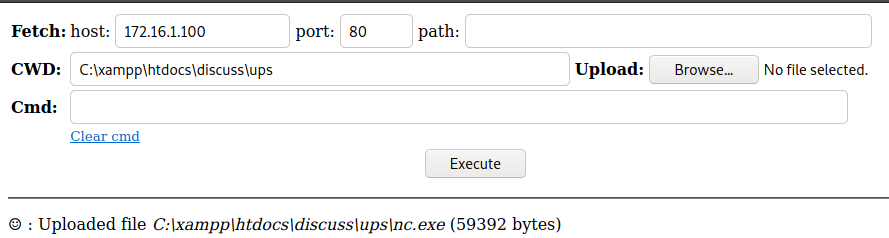 Fetch: host: 172.16.1.100 port: 80 path:
CWD: C:\xampp\htdocs\discuss\ups Upload: Browse... No file selected.
Cmd:
Clear cmd
Execute
☺ : Uploaded file C:\xampp\htdocs\discuss\ups\nc.exe (59392 bytes)